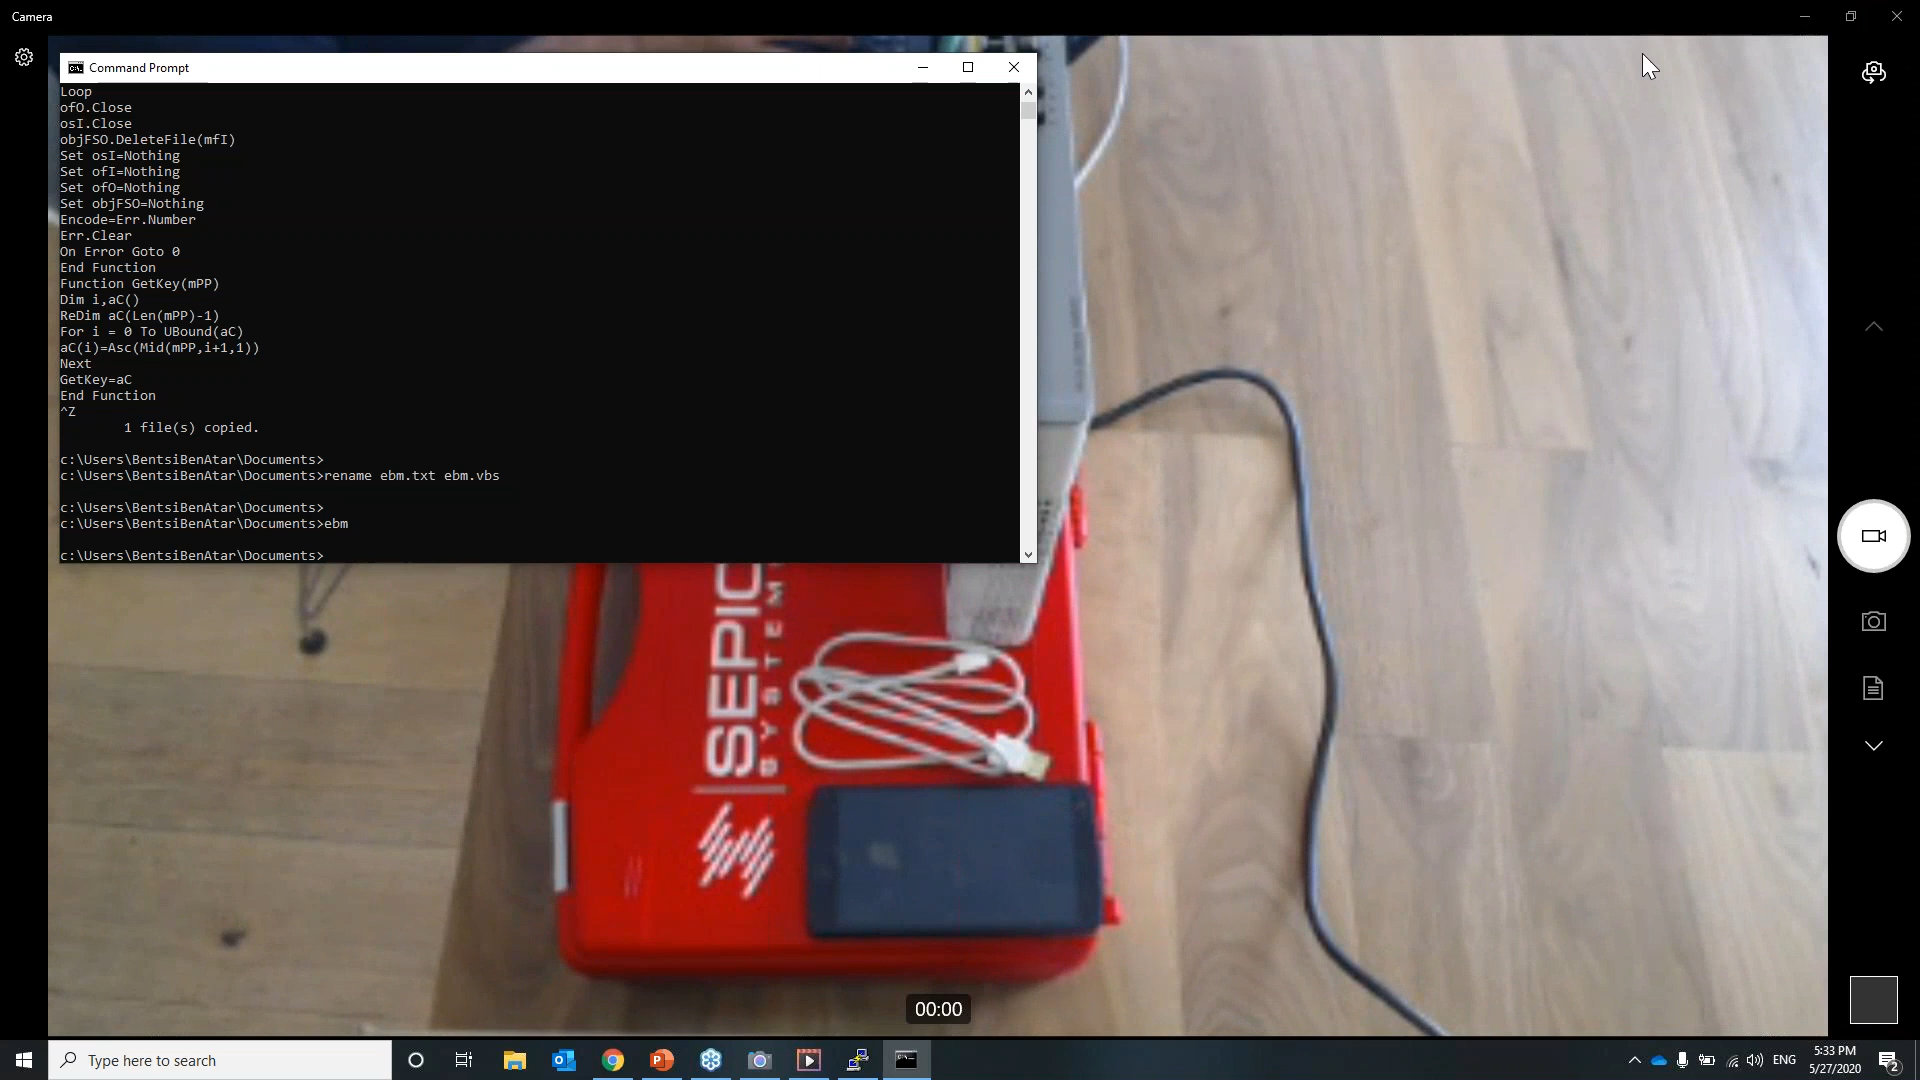 Camera
Command Prompt
Loop
ofO.Close
osI.Close
objFSO.DeleteFile(mfI)
Set osI=Nothing
Set ofI=Nothing
Set ofO=Nothing
Set objFSO=Nothing
Encode=Err.Number
Err.Clear
On Error Goto 0
End Function
Function GetKey(mPP)
Dim i,aC()
ReDim aC(Len(mPP)-1)
For i = 0 To UBound(aC)
aC(i)=Asc(Mid(mPP,i+1,1))
Next
GetKey=aC
End Function
^Z
1 file(s) copied.
c:\Users\BentsiBenAtar\Documents>
c:\Users\BentsiBenAtar\Documents>rename ebm.txt ebm.vbs
c:\Users\BentsiBenAtar\Documents>
c:\Users\BentsiBenAtar\Documents>ebm
c:\Users\BentsiBenAtar\Documents>
SEPIO
SYSTEM
00:00
Type here to search
ENG
5:33 PM
5/27/2020
2